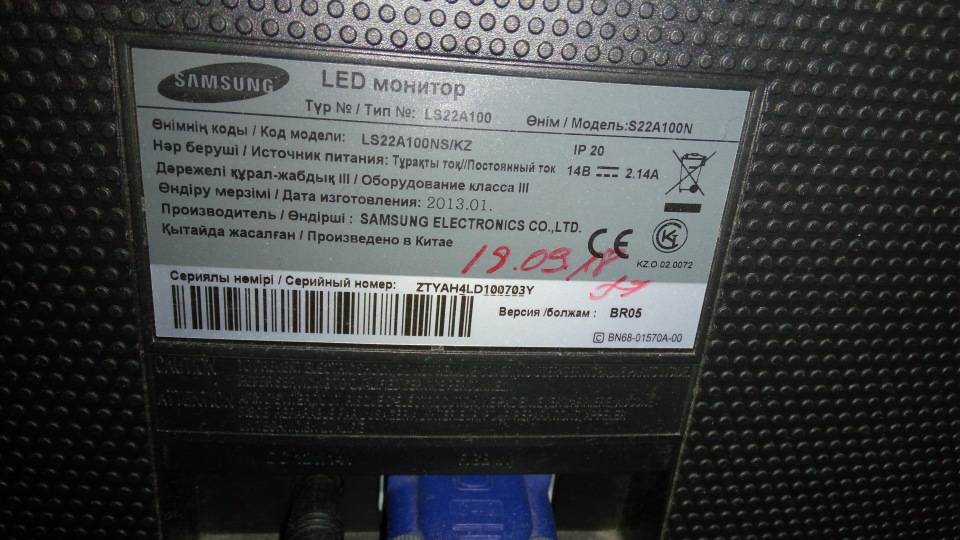 SAMSUNG
LED монитор
Түр № / Тип №: LS22A100 Өнім / Модель:S22A100N
Өнімнің коды / Код модели: LS22A100NS/KZ IP 20
Нәр беруші / Источник питания: Тұрақты тоқ//Постоянный ток 14В 2.14A
Дәрежелі құрал-жабдық III / Оборудование класса III
Өндіру мерзімі / Дата изготовления: 2013.01.
Производитель / Өндірші : SAMSUNG ELECTRONICS CO.,LTD.
Қытайда жасалған / Произведено в Китае
CE
KZ.O.02.0072
19.09.18
Сериялы нөмірі / Серийный номер: ZTYAH4LD100703Y
Версия /болжам : BR05
C BN68-01570A-00